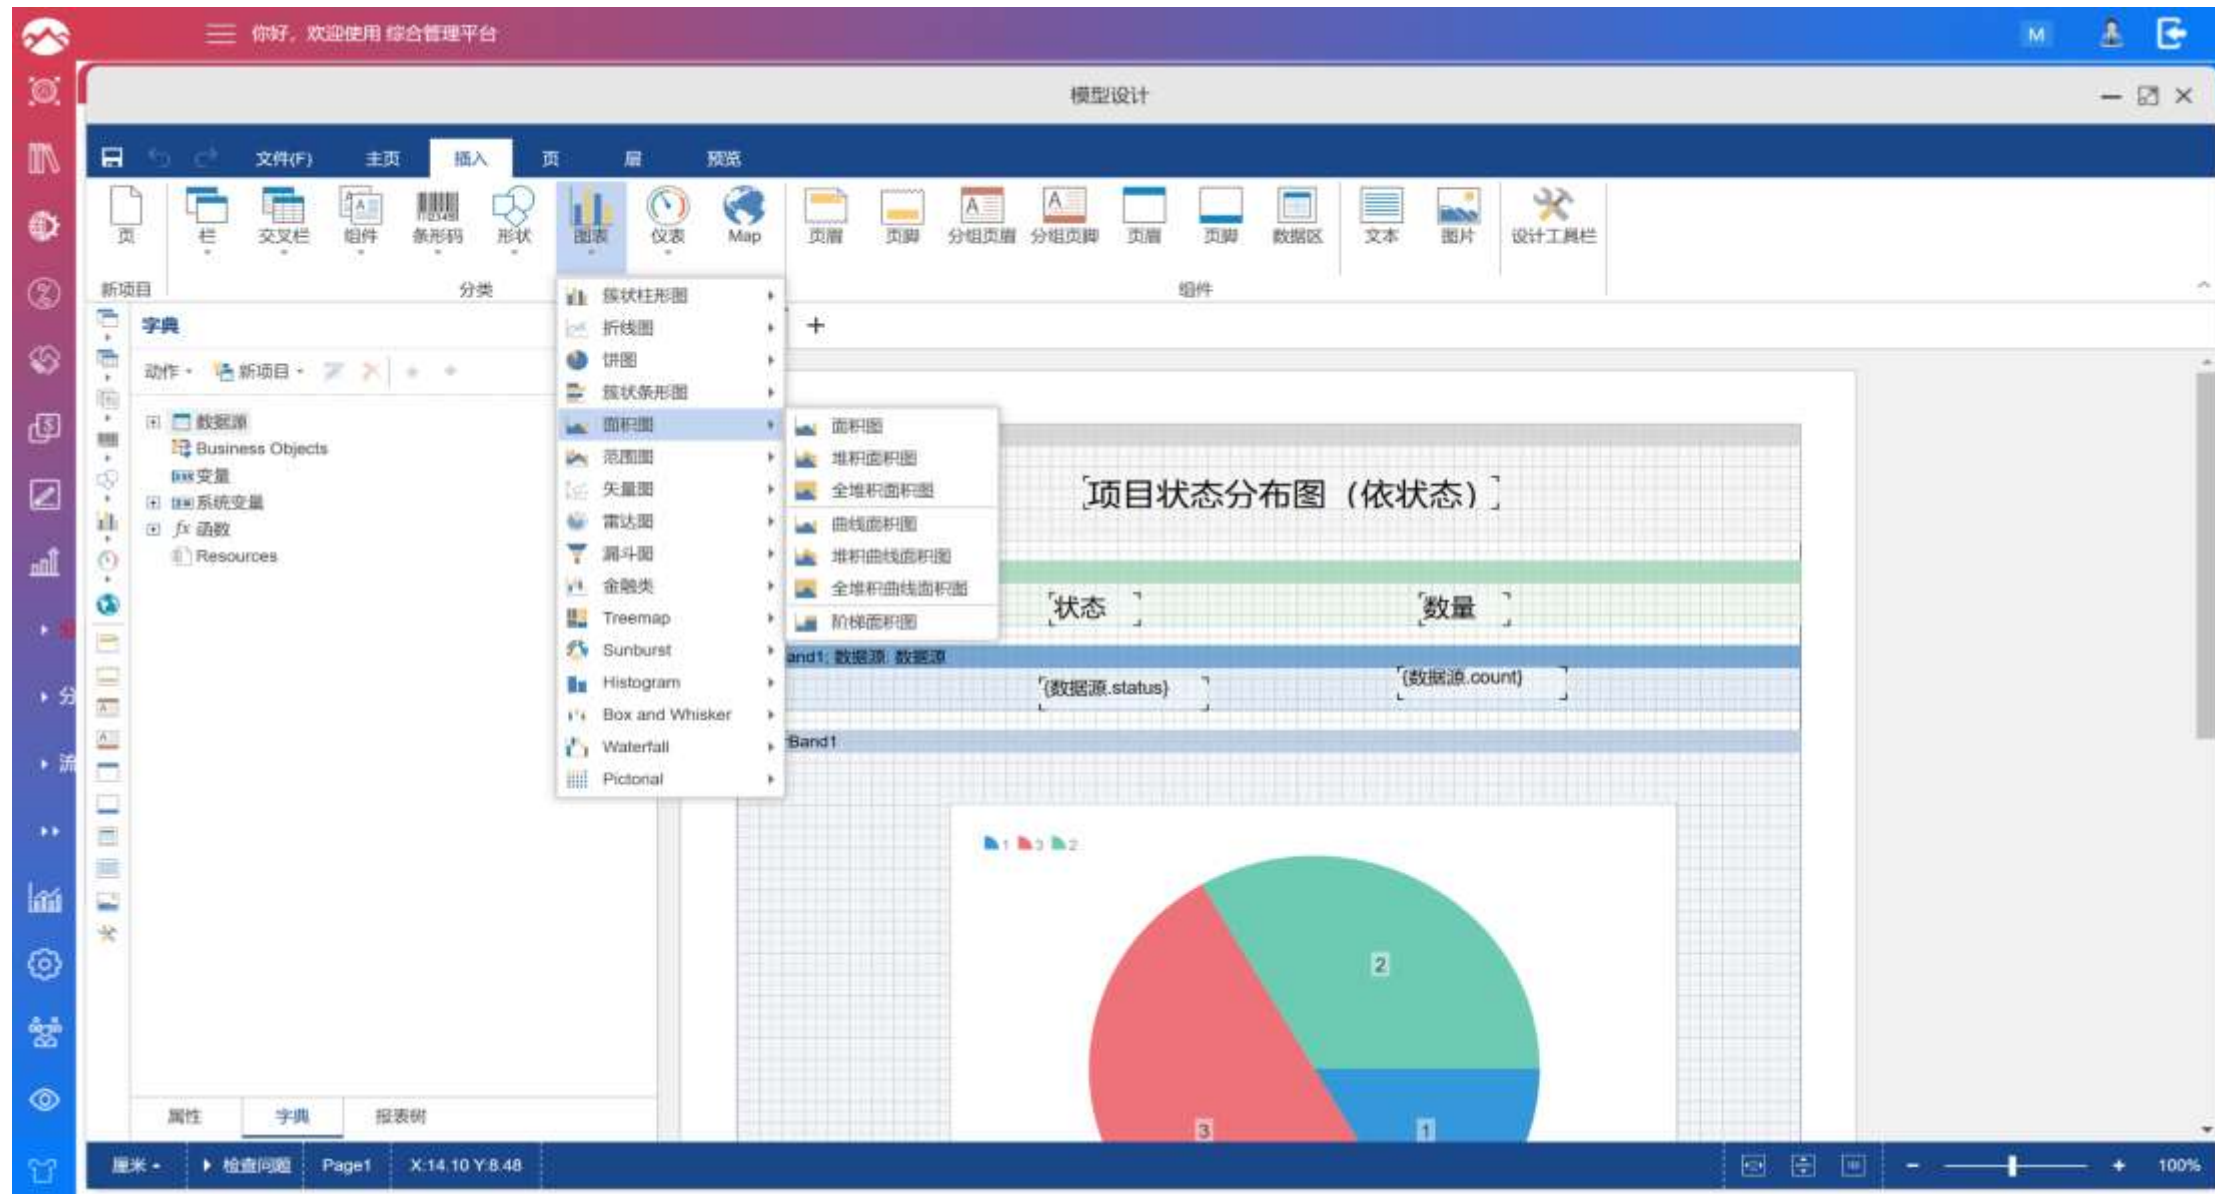 你好，欢迎使用 综合管理平台
M
模型设计
文件(F) 主页 插入 页 层 预览
页 栏 交叉栏 组件 条形码 形状 图表 仪表 Map 页眉 页脚 分组页眉 分组页脚 页眉 页脚 数据区 文本 图片 设计工具栏
新项目 分类 组件
字典
动作 新项目
数据源
Business Objects
变量
系统变量
fx 函数
Resources
簇状柱形图
折线图
饼图
簇状条形图
面积图
范围图
矢量图
雷达图
漏斗图
金融类
Treemap
Sunburst
Histogram
Box and Whisker
Waterfall
Pictorial
面积图
堆积面积图
全堆积面积图
曲线面积图
堆积曲线面积图
全堆积曲线面积图
阶梯面积图
+
项目状态分布图（依状态）
状态 数量
and1; 数据源: 数据源
{数据源.status} {数据源.count}
Band1
1 3 2
2
3 1
分
流
属性 字典 报表树
厘米 检查问题 Page1 X:14.10 Y:8.48 - + 100%